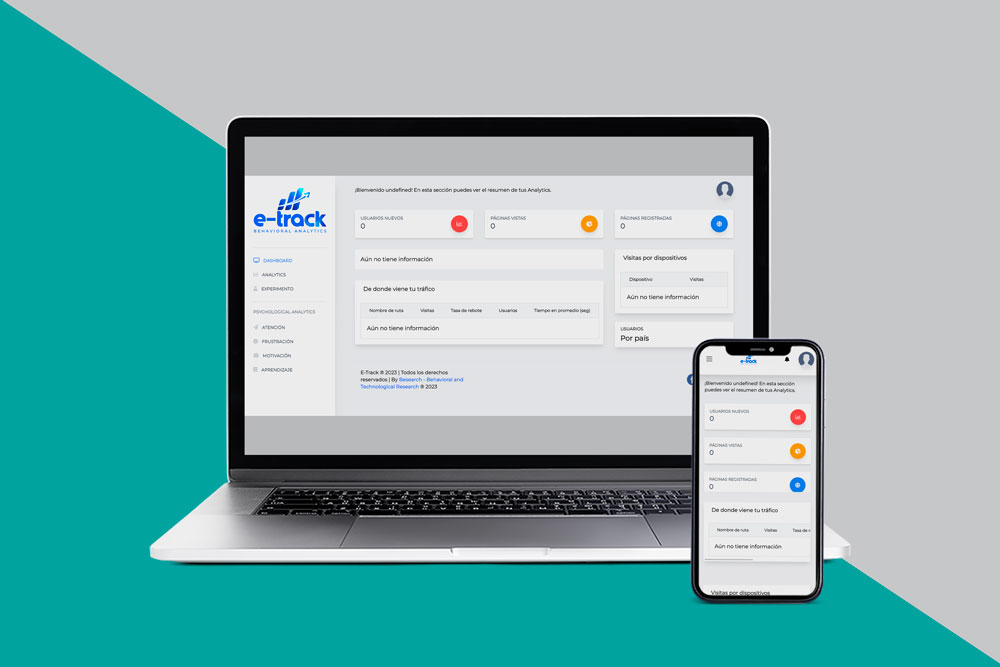 e-track
BEHAVIORAL ANALYTICS
DASHBOARD
ANALYTICS
EXPERIMENTO
PSYCHOLOGICAL ANALYTICS
ATENCIÓN
FRUSTRACIÓN
MOTIVACIÓN
APRENDIZAJE
¡Bienvenido undefined! En esta sección puedes ver el resumen de tus Analytics.
USUARIOS NUEVOS
0
PÁGINAS VISTAS
0
PÁGINAS REGISTRADAS
0
Aún no tiene información
De donde viene tu tráfico
Nombre de ruta Visitas Tasa de rebote Usuarios Tiempo en promedio (seg)
Aún no tiene información
Visitas por dispositivos
Dispositivo Visitas
Aún no tiene información
USUARIOS
Por país
E-Track ® 2023 | Todos los derechos
reservados | By Research - Behavioral and
Technological Research ® 2023
e-track
¡Bienvenido undefined! En esta sección
puedes ver el resumen de tus Analytics.
USUARIOS NUEVOS
0
PÁGINAS VISTAS
0
PÁGINAS REGISTRADAS
0
De donde viene tu tráfico
Nombre de ruta Visitas Tasa de r
Aún no tiene información
Visitas por dispositivos